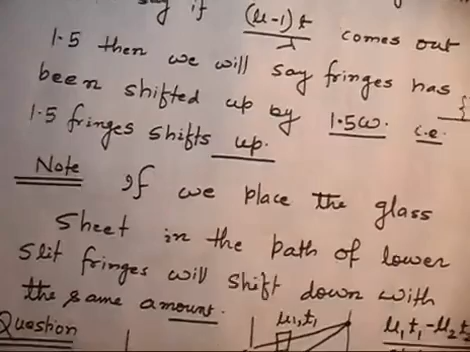 say if (μ-1)t/λ comes out
1.5 then we will say fringes has
been shifted up by 1.5ω. i.e.
1.5 fringes shifts up.
Note If we place the glass
sheet in the path of lower
slit fringes will shift down with
the same amount.
Question μ₁,t₁ μ₁t₁-μ₂t